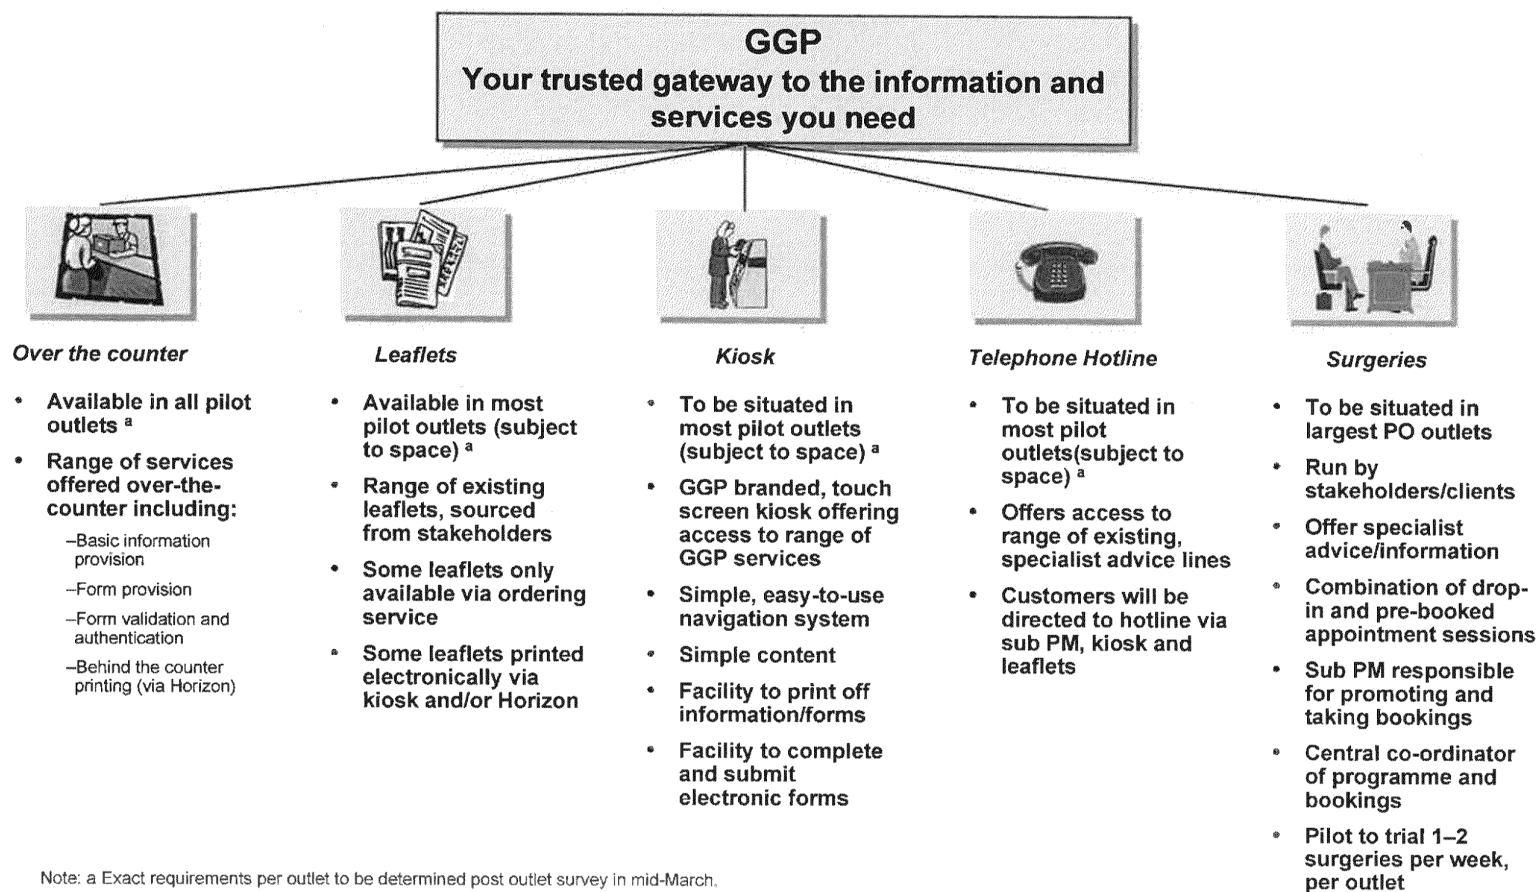 GGP
Your trusted gateway to the information and
services you need
Over the counter
• Available in all pilot
outlets a
• Range of services
offered over-the-
counter including:
–Basic information
provision
–Form provision
–Form validation and
authentication
–Behind the counter
printing (via Horizon)
Leaflets
• Available in most
pilot outlets (subject
to space) a
• Range of existing
leaflets, sourced
from stakeholders
• Some leaflets only
available via ordering
service
• Some leaflets printed
electronically via
kiosk and/or Horizon
Kiosk
• To be situated in
most pilot outlets
(subject to space) a
• GGP branded, touch
screen kiosk offering
access to range of
GGP services
• Simple, easy-to-use
navigation system
• Simple content
• Facility to print off
information/forms
• Facility to complete
and submit
electronic forms
Telephone Hotline
• To be situated in
most pilot
outlets(subject to
space) a
• Offers access to
range of existing,
specialist advice lines
• Customers will be
directed to hotline via
sub PM, kiosk and
leaflets
Surgeries
• To be situated in
largest PO outlets
• Run by
stakeholders/clients
• Offer specialist
advice/information
• Combination of drop-
in and pre-booked
appointment sessions
• Sub PM responsible
for promoting and
taking bookings
• Central co-ordinator
of programme and
bookings
• Pilot to trial 1–2
surgeries per week,
per outlet
Note: a Exact requirements per outlet to be determined post outlet survey in mid-March.